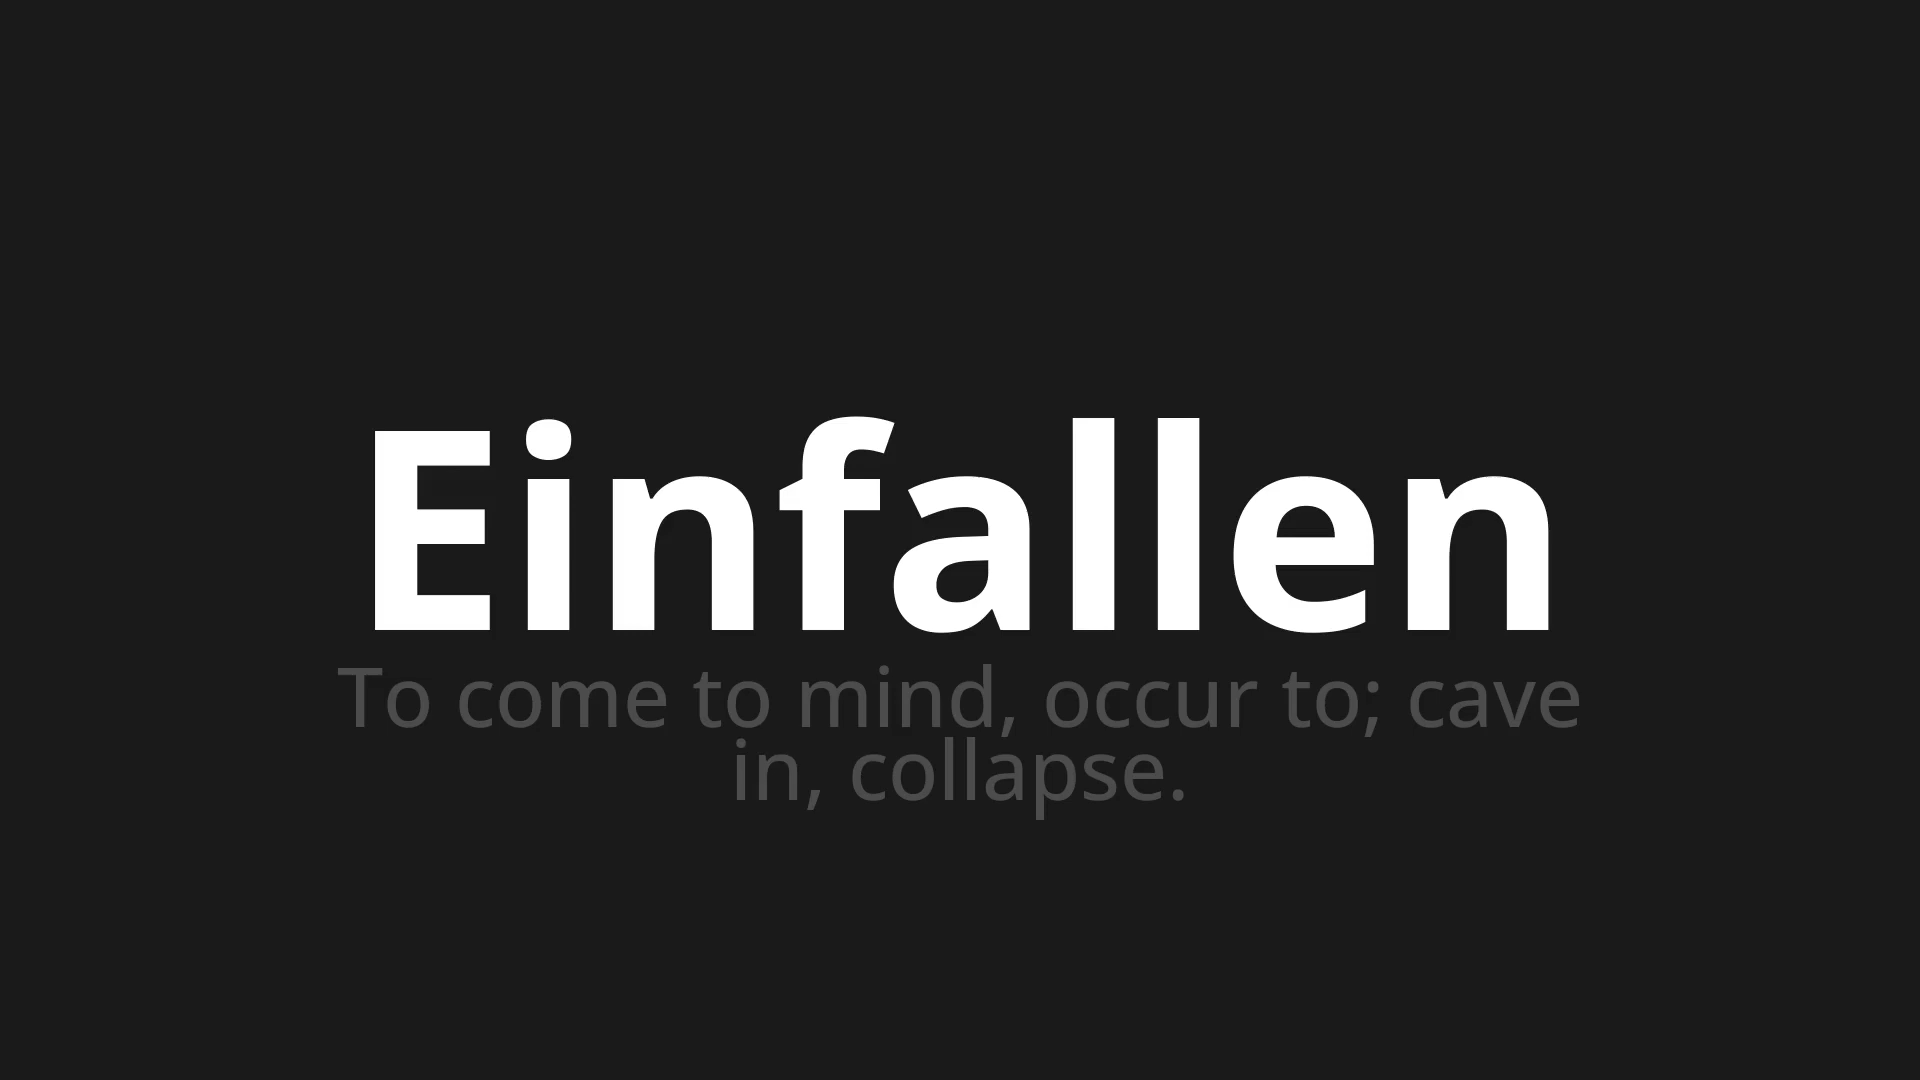 Einfallen
To come to mind, occur to; cave
in, collapse.